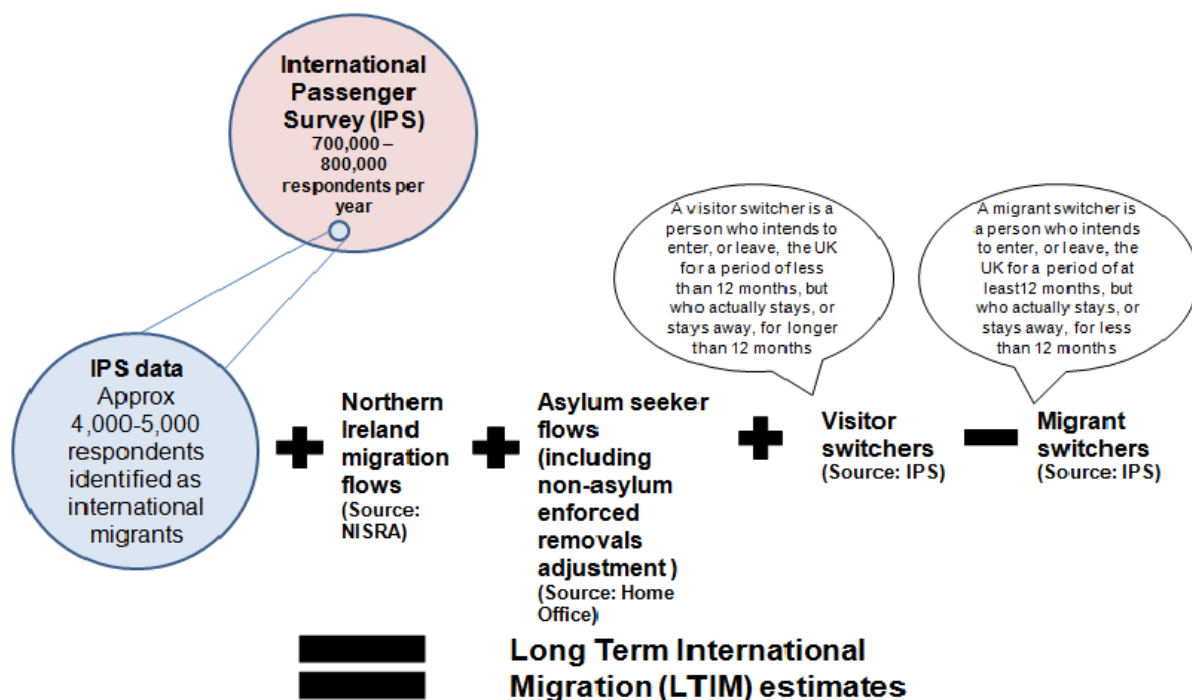 International
Passenger
Survey (IPS)
700,000 –
800,000
respondents per
year
A visitor switcher is a
person who intends to
enter, or leave, the UK
for a period of less
than 12 months, but
who actually stays, or
stays away, for longer
than 12 months
A migrant switcher is
a person who intends
to enter, or leave, the
UK for a period of at
least12 months, but
who actually stays, or
stays away, for less
than 12 months
IPS data
Approx
4,000-5,000
respondents
identified as
international
migrants
+
Northern
Ireland
migration
flows
(Source:
NISRA)
+
Asylum seeker
flows
(including
non-asylum
enforced
removals
adjustment)
(Source: Home
Office)
+
Visitor
switchers
(Source: IPS)
–
Migrant
switchers
(Source: IPS)
=
Long Term International
Migration (LTIM) estimates